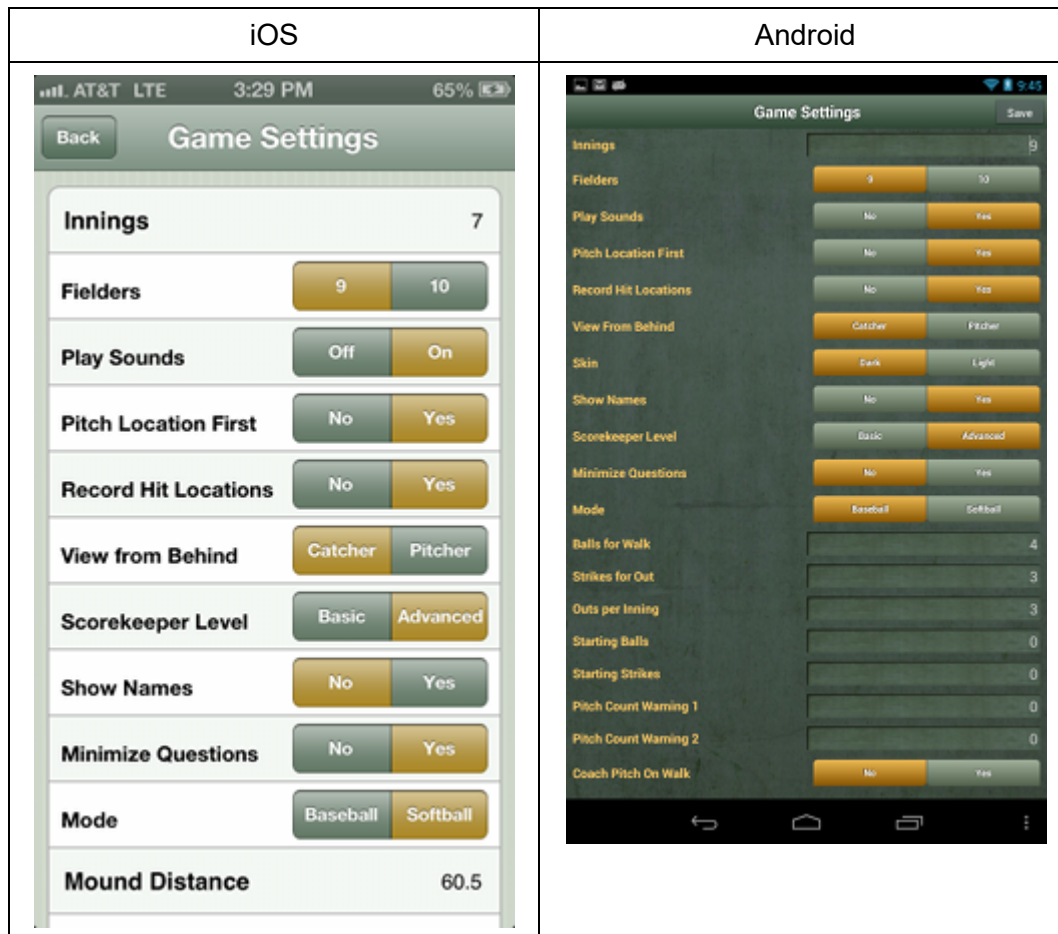 iOS Android
AT&T LTE 3:29 PM 65%
Back Game Settings
Innings 7
Fielders 9 10
Play Sounds Off On
Pitch Location First No Yes
Record Hit Locations No Yes
View from Behind Catcher Pitcher
Scorekeeper Level Basic Advanced
Show Names No Yes
Minimize Questions No Yes
Mode Baseball Softball
Mound Distance 60.5
9:45
Game Settings Save
Innings 9
Fielders 9 10
Play Sounds No Yes
Pitch Location First No Yes
Record Hit Locations No Yes
View From Behind Catcher Pitcher
Skin Dark Light
Show Names No Yes
Scorekeeper Level Basic Advanced
Minimize Questions No Yes
Mode Baseball Softball
Balls for Walk 4
Strikes for Out 3
Outs per Inning 3
Starting Balls 0
Starting Strikes 0
Pitch Count Warning 1 0
Pitch Count Warning 2 0
Coach Pitch On Walk No Yes